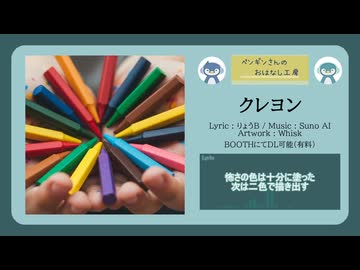 ペンギンさんの
おはなし工房
クレヨン
Lyric：りょうB / Music：Suno AI
Artwork：Whisk
BOOTHにてDL可能(有料)
Lyric
怖さの色は十分に塗った
次は二色で描き出す